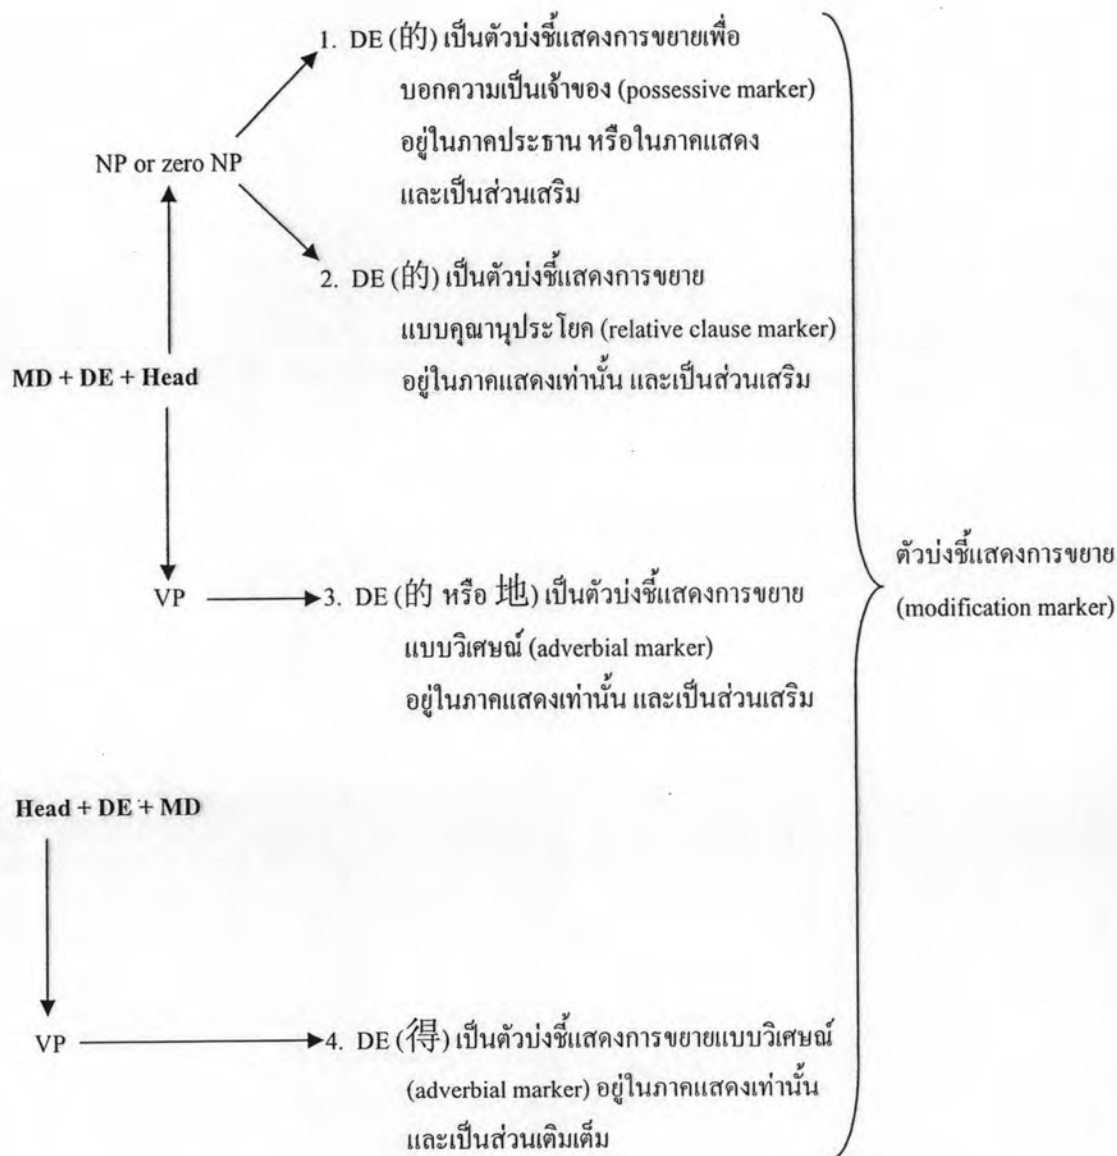 1. DE (的) เป็นตัวบ่งชี้แสดงการขยายเพื่อ
บอกความเป็นเจ้าของ (possessive marker)
อยู่ในภาคประธาน หรือในภาคแสดง
และเป็นส่วนเสริม
NP or zero NP
2. DE (的) เป็นตัวบ่งชี้แสดงการขยาย
แบบคุณานุประโยค (relative clause marker)
อยู่ในภาคแสดงเท่านั้น และเป็นส่วนเสริม
MD + DE + Head
VP
3. DE (的 หรือ 地) เป็นตัวบ่งชี้แสดงการขยาย
แบบวิเศษณ์ (adverbial marker)
อยู่ในภาคแสดงเท่านั้น และเป็นส่วนเสริม
ตัวบ่งชี้แสดงการขยาย
(modification marker)
Head + DE + MD
VP
4. DE (得) เป็นตัวบ่งชี้แสดงการขยายแบบวิเศษณ์
(adverbial marker) อยู่ในภาคแสดงเท่านั้น
และเป็นส่วนเติมเต็ม